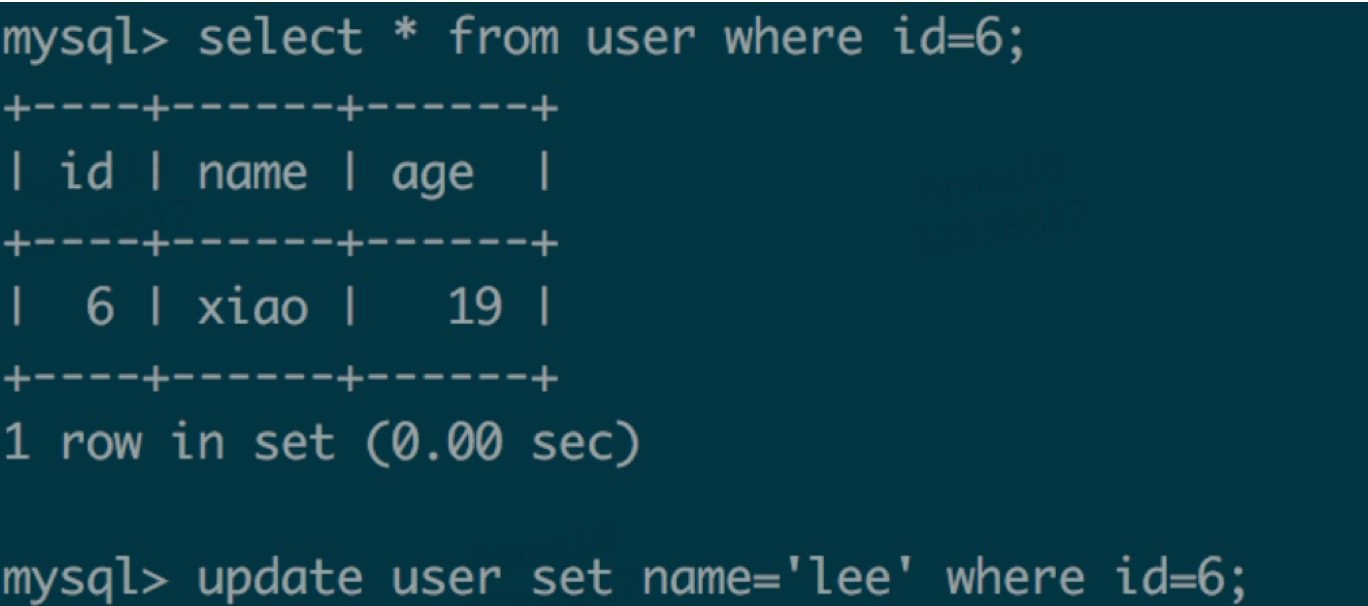 mysql> select * from user where id=6;
+----+------+------+
| id | name | age  |
+----+------+------+
|  6 | xiao |   19 |
+----+------+------+
1 row in set (0.00 sec)
mysql> update user set name='lee' where id=6;